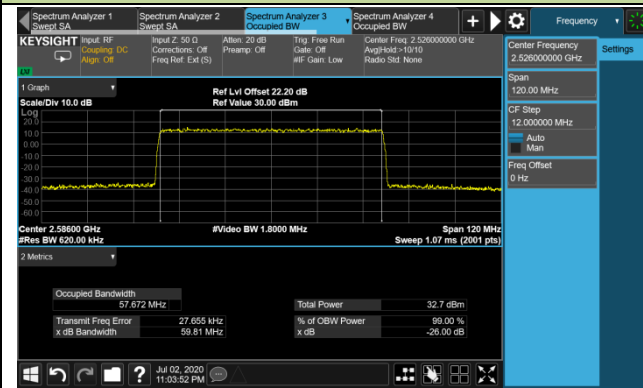 Spectrum Analyzer 1
Swept SA
Spectrum Analyzer 2
Swept SA
Spectrum Analyzer 3
Occupied BW
Spectrum Analyzer 4
Occupied BW
Frequency
KEYSIGHT
Input: RF
Coupling: DC
Align: Off
Input Z: 50 Ω
Corrections: Off
Freq Ref: Ext (S)
Atten: 20 dB
Preamp: Off
Trig: Free Run
Gate: Off
#IF Gain: Low
Center Freq: 2.526000000 GHz
Avg|Hold:>10/10
Radio Std: None
Center Frequency
2.526000000 GHz
Settings
Span
120.00 MHz
CF Step
12.000000 MHz
Auto
Man
Freq Offset
0 Hz
1 Graph
Scale/Div 10.0 dB
Ref Lvl Offset 22.20 dB
Ref Value 30.00 dBm
Log
20.0
10.0
0.00
-10.0
-20.0
-30.0
-40.0
-50.0
-60.0
Center 2.58600 GHz
#Video BW 1.8000 MHz
Span 120 MHz
#Res BW 620.00 kHz
Sweep 1.07 ms (2001 pts)
2 Metrics
Occupied Bandwidth
57.672 MHz
Total Power
32.7 dBm
Transmit Freq Error
27.655 kHz
% of OBW Power
99.00 %
x dB Bandwidth
59.81 MHz
x dB
-26.00 dB
Jul 02, 2020
11:03:52 PM